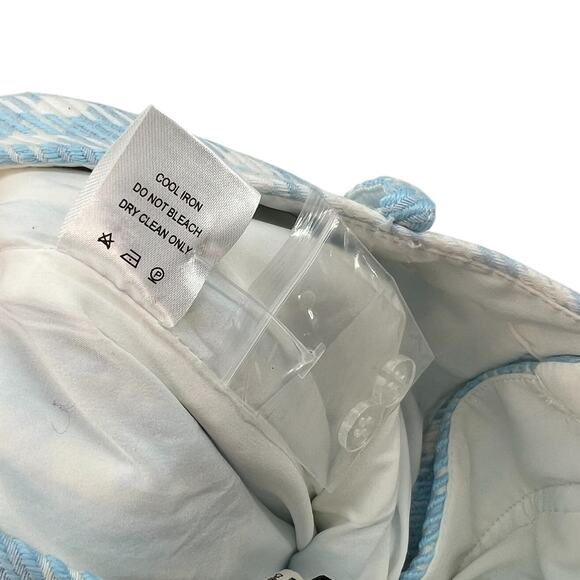 COOL IRON
DO NOT BLEACH
DRY CLEAN ONLY
P